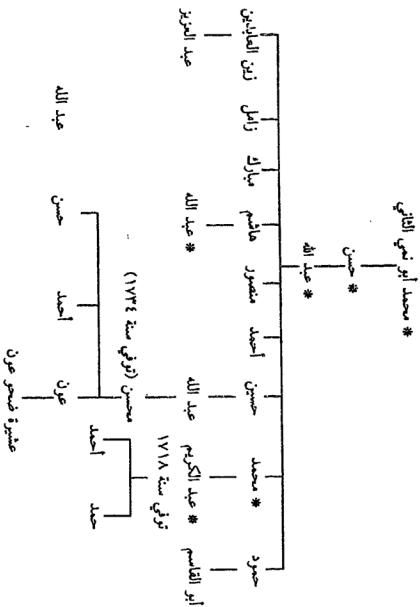 * محمد أبو نمي الثاني
حسن *
عبد الله *
حمود
محمد *
حسين
أحمد
منصور
هاشم
مبارك
زامل
زين العابدين
أبو القاسم
* عبد الكريم
توفي سنة ١٧١٨
عبد الله
* عبد الله
عبد العزيز
حمد
أحمد
محسن (توفي سنة ١٧٣٤)
عون
أحمد
حسن
عبد الله
عشيرة ضحو عون